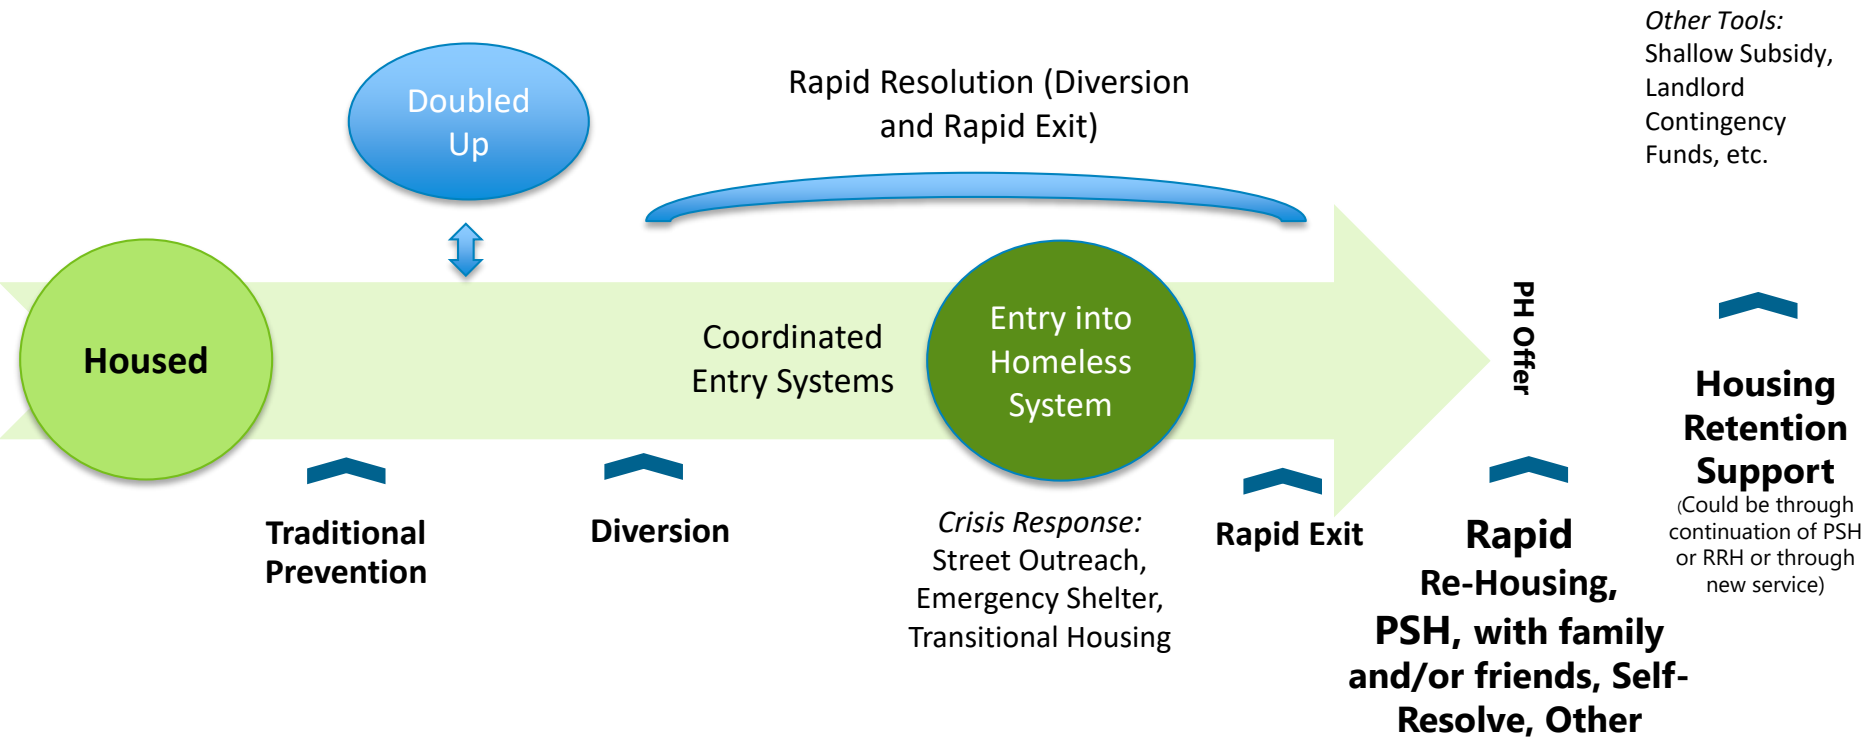 Other Tools:
Shallow Subsidy,
Landlord
Contingency
Funds, etc.
Doubled
Up
Rapid Resolution (Diversion
and Rapid Exit)
Housed
Coordinated
Entry Systems
Entry into
Homeless
System
PH Offer
Traditional
Prevention
Diversion
Crisis Response:
Street Outreach,
Emergency Shelter,
Transitional Housing
Rapid Exit
Rapid
Re-Housing,
PSH, with family
and/or friends, Self-
Resolve, Other
Housing
Retention
Support
(Could be through
continuation of PSH
or RRH or through
new service)